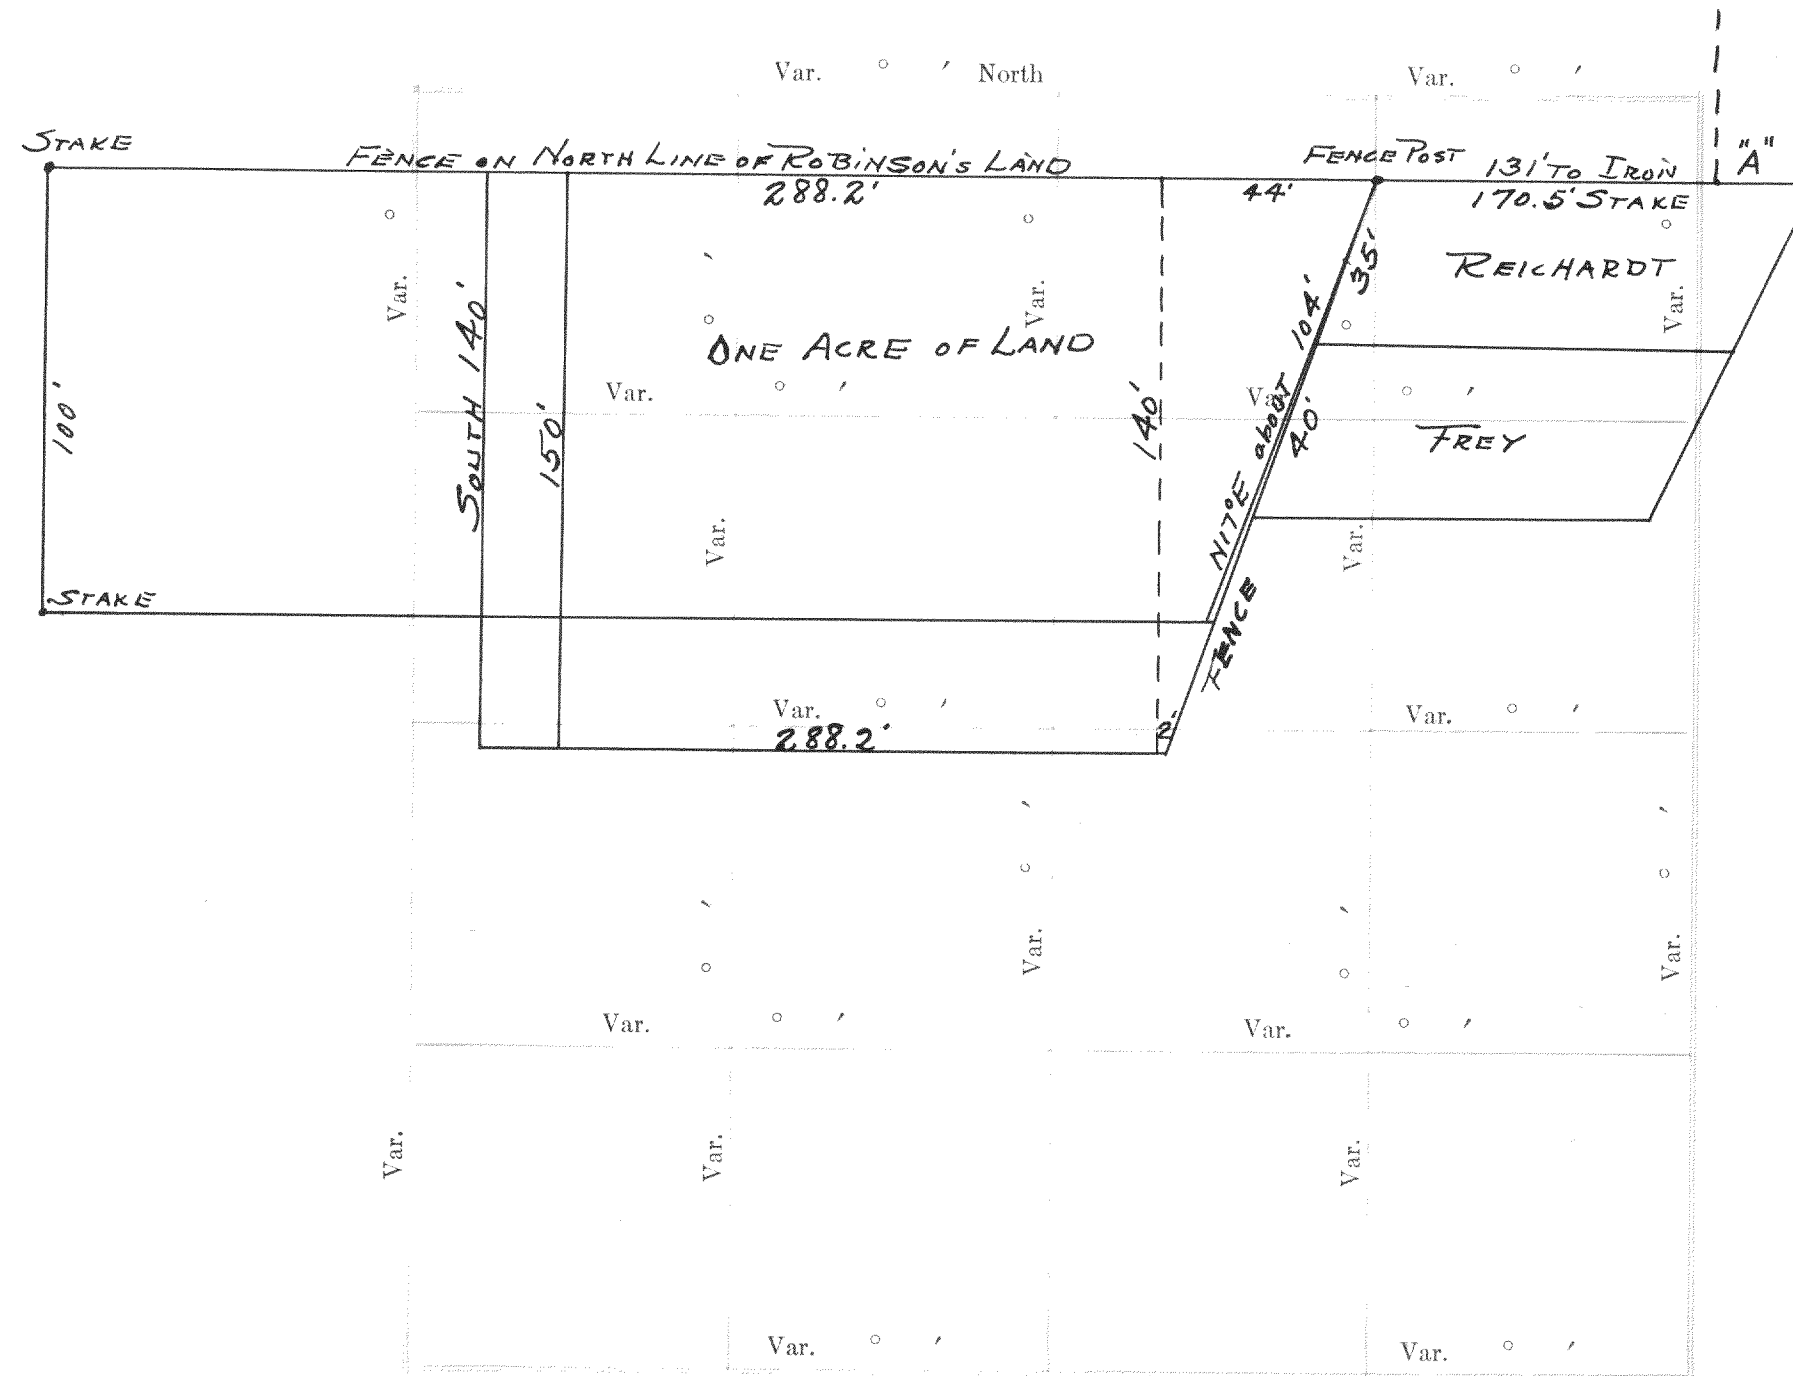 Var. ° ′ North
Var. ° ′
STAKE
FENCE ON NORTH LINE OF ROBINSON'S LAND
FENCE POST
131' TO IRON
"A"
288.2'
44'
170.5' STAKE
° Var.
° ′ Var.
° Var.
35'
REICHARDT
° Var.
SOUTH 140'
104'
ONE ACRE OF LAND
Var. ° ′
100'
150'
140'
N17°E about
40'
Var. ° ′
FREY
Var.
Var.
STAKE
FENCE
Var. ° ′
288.2'
2'
Var. ° ′
′ ° Var.
′ °
′ °
′ ° Var.
Var. ° ′
Var. ° ′
Var.
Var.
Var.
Var. ° ′
Var. ° ′